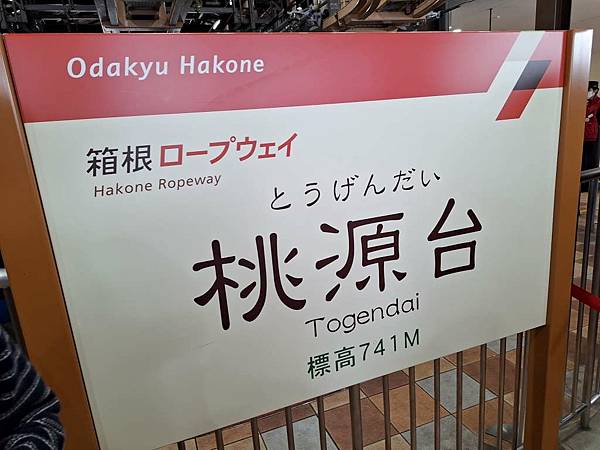 Odakyu Hakone
箱根ロープウェイ
Hakone Ropeway
とうげんだい
桃源台
Togendai
標高741M